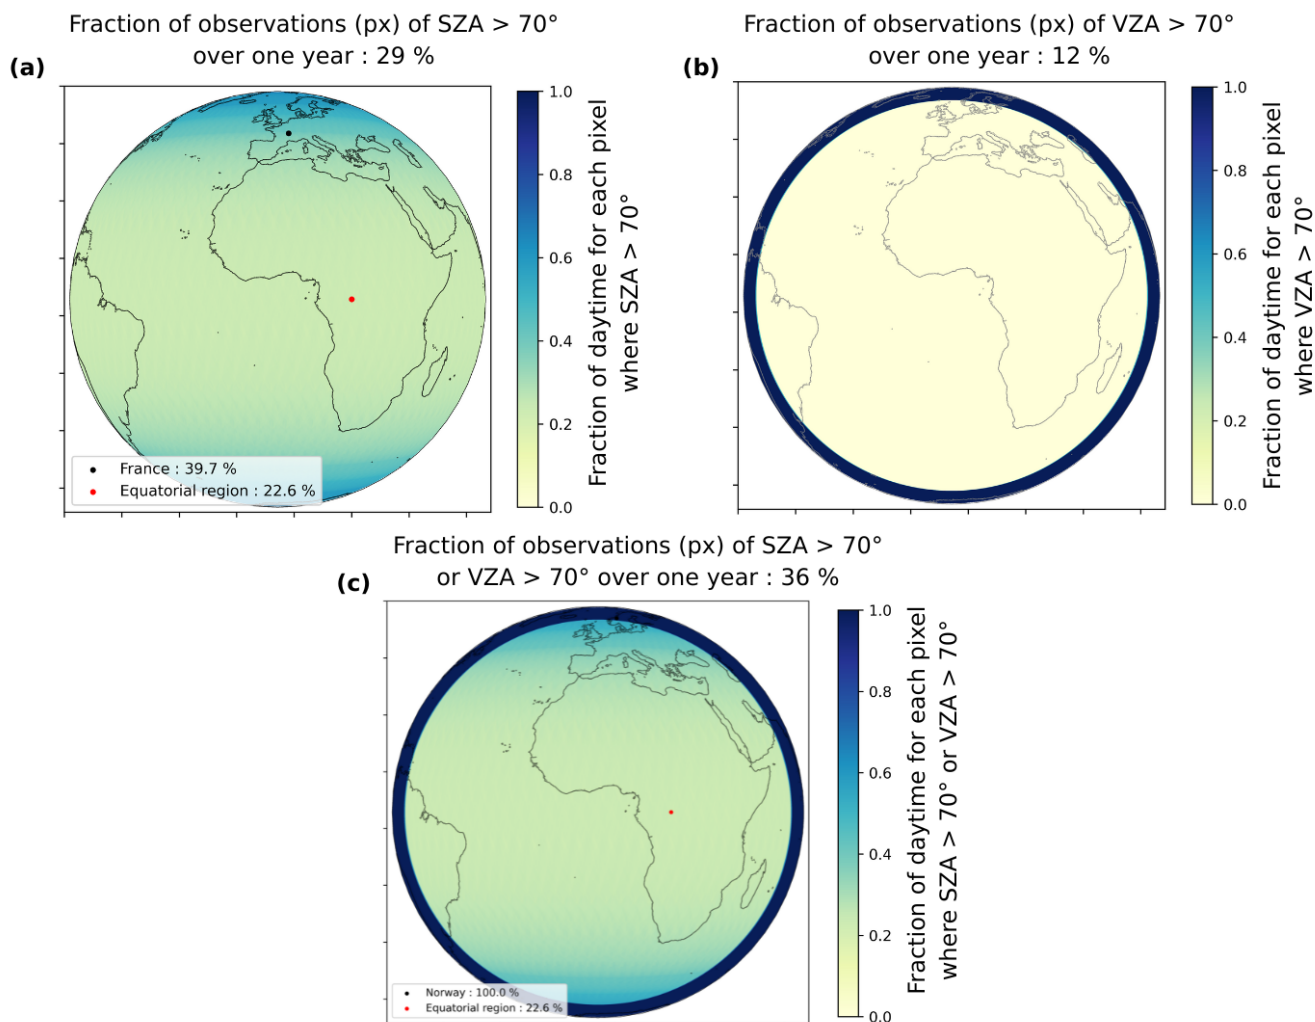 Fraction of observations (px) of SZA > 70°
over one year : 29 %
(a)
1.0
0.8
0.6
0.4
0.2
0.0
Fraction of daytime for each pixel
where SZA > 70°
France : 39.7 %
Equatorial region : 22.6 %
Fraction of observations (px) of VZA > 70°
over one year : 12 %
(b)
1.0
0.8
0.6
0.4
0.2
0.0
Fraction of daytime for each pixel
where VZA > 70°
Fraction of observations (px) of SZA > 70°
or VZA > 70° over one year : 36 %
(c)
1.0
0.8
0.6
0.4
0.2
0.0
Fraction of daytime for each pixel
where SZA > 70° or VZA > 70°
Norway : 100.0 %
Equatorial region : 22.6 %